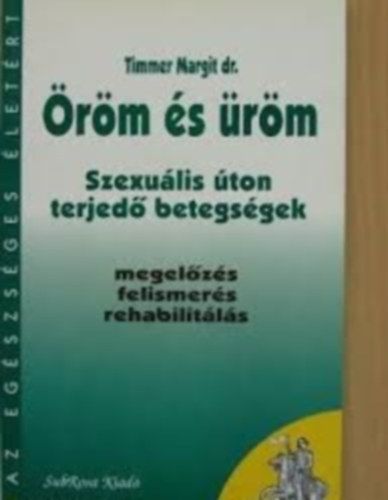 Timmer Margit dr.
Öröm és üröm
Szexuális úton
terjedő betegségek
megelőzés
felismerés
rehabilitálás
SubRosa Kiadó
AZ EGÉSZSÉGES ÉLETÉRT